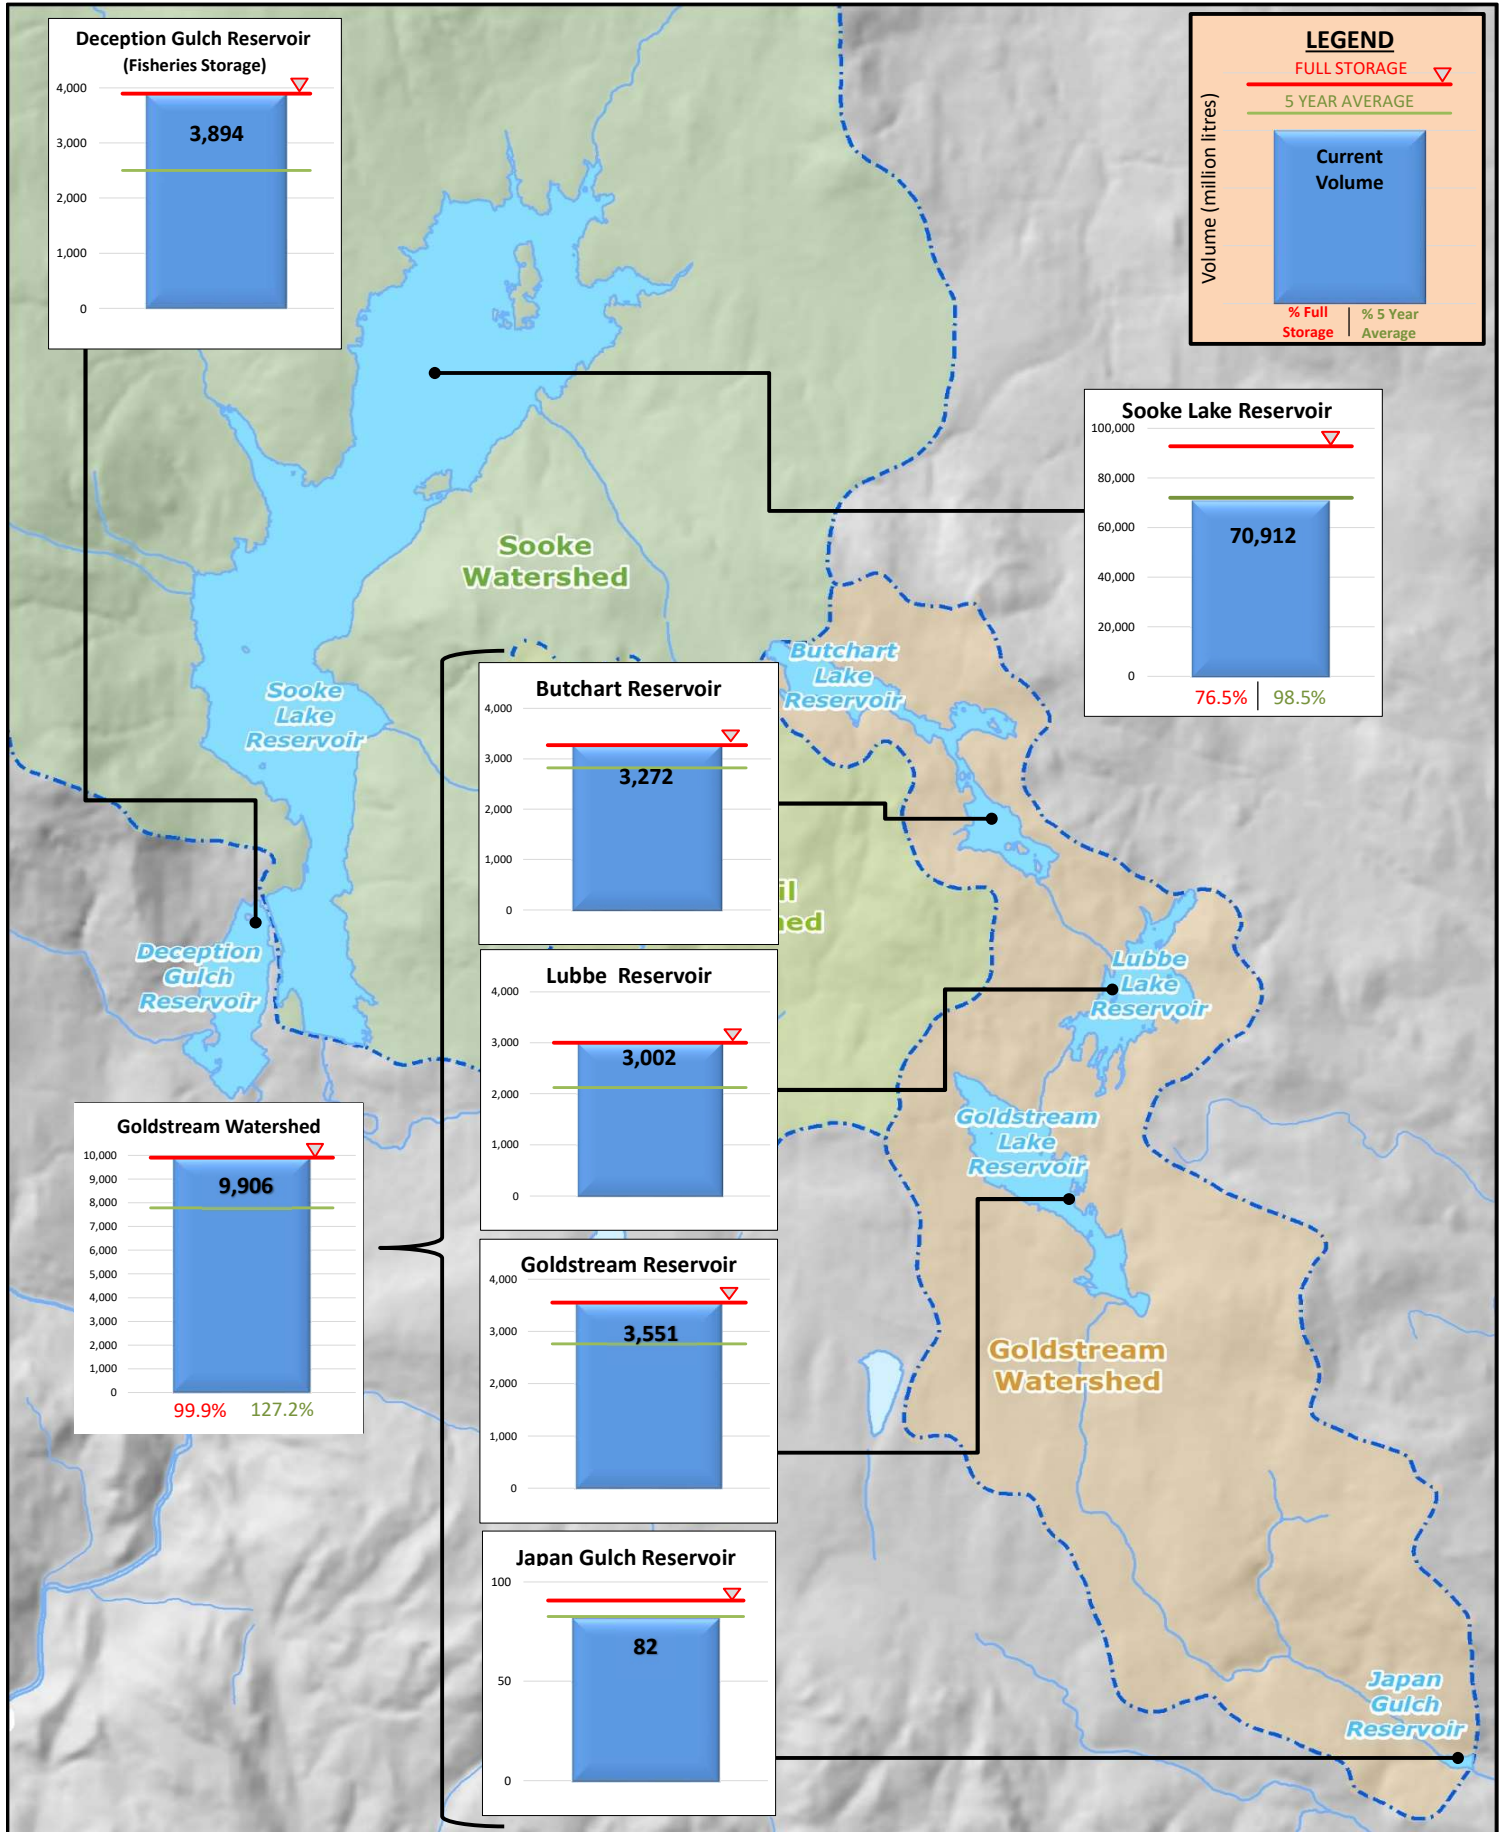 Deception Gulch Reservoir
(Fisheries Storage)
4,000
3,000
2,000
1,000
0
3,894
LEGEND
FULL STORAGE
5 YEAR AVERAGE
Volume (million litres)
Current
Volume
% Full
Storage
% 5 Year
Average
Sooke Lake Reservoir
100,000
80,000
60,000
40,000
20,000
0
70,912
76.5%
98.5%
Sooke
Watershed
Sooke
Lake
Reservoir
Butchart
Lake
Reservoir
Butchart Reservoir
4,000
3,000
2,000
1,000
0
3,272
il
ned
Deception
Gulch
Reservoir
Lubbe
Lake
Reservoir
Lubbe Reservoir
4,000
3,000
2,000
1,000
0
3,002
Goldstream
Lake
Reservoir
Goldstream Watershed
10,000
9,000
8,000
7,000
6,000
5,000
4,000
3,000
2,000
1,000
0
9,906
99.9%
127.2%
Goldstream Reservoir
4,000
3,000
2,000
1,000
0
3,551
Goldstream
Watershed
Japan Gulch Reservoir
100
50
0
82
Japan
Gulch
Reservoir